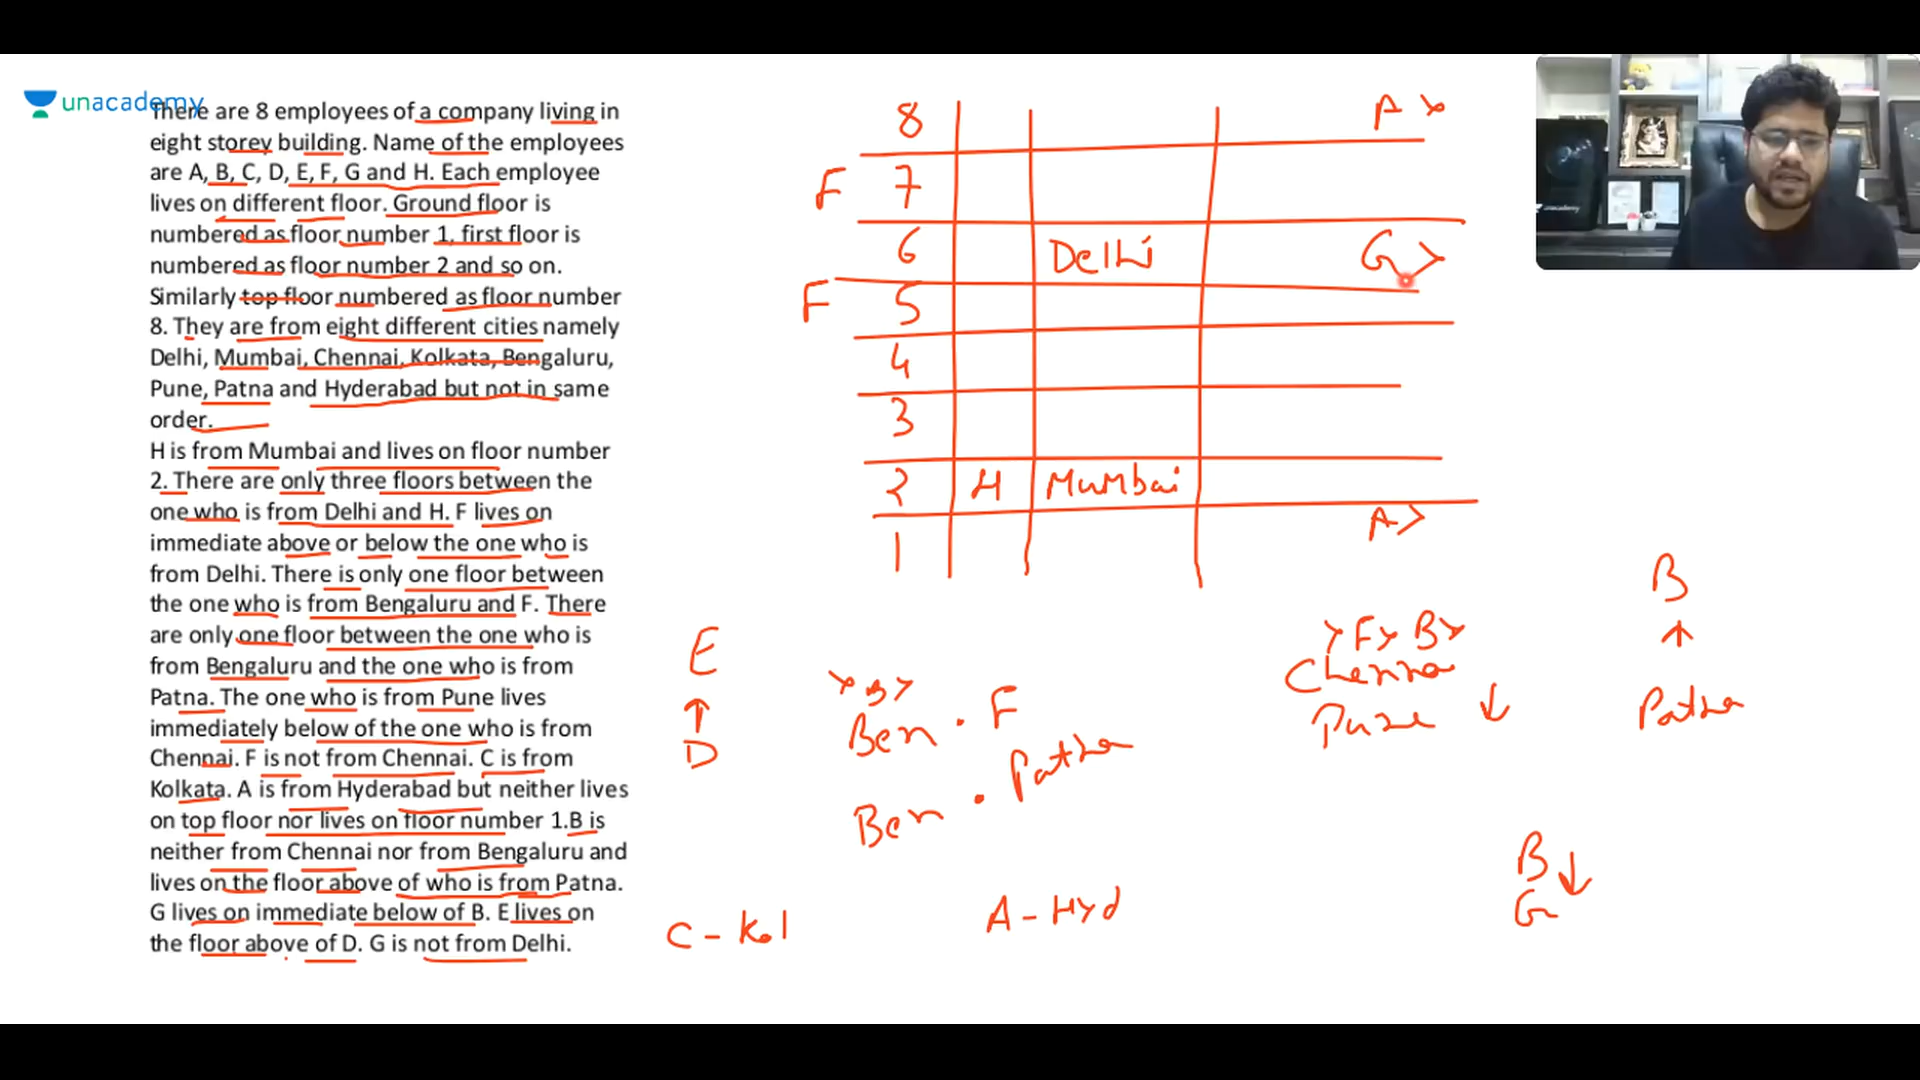 unacademy
There are 8 employees of a company living in
eight storey building. Name of the employees
are A, B, C, D, E, F, G and H. Each employee
lives on different floor. Ground floor is
numbered as floor number 1, first floor is
numbered as floor number 2 and so on.
Similarly top floor numbered as floor number
8. They are from eight different cities namely
Delhi, Mumbai, Chennai, Kolkata, Bengaluru,
Pune, Patna and Hyderabad but not in same
order.
H is from Mumbai and lives on floor number
2. There are only three floors between the
one who is from Delhi and H. F lives on
immediate above or below the one who is
from Delhi. There is only one floor between
the one who is from Bengaluru and F. There
are only one floor between the one who is
from Bengaluru and the one who is from
Patna. The one who is from Pune lives
immediately below of the one who is from
Chennai. F is not from Chennai. C is from
Kolkata. A is from Hyderabad but neither lives
on top floor nor lives on floor number 1.B is
neither from Chennai nor from Bengaluru and
lives on the floor above of who is from Patna.
G lives on immediate below of B. E lives on
the floor above of D. G is not from Delhi.
8 A x
F 7
6 Delhi G x
F 5
4
3
2 H Mumbai
1 A x
E
↑
D
x B x
Ben . F
Ben . Patna
x F x B x
Chennai
Pune ↓
B
↑
Patna
C - Kol
A - Hyd
B ↓
G
unacademy